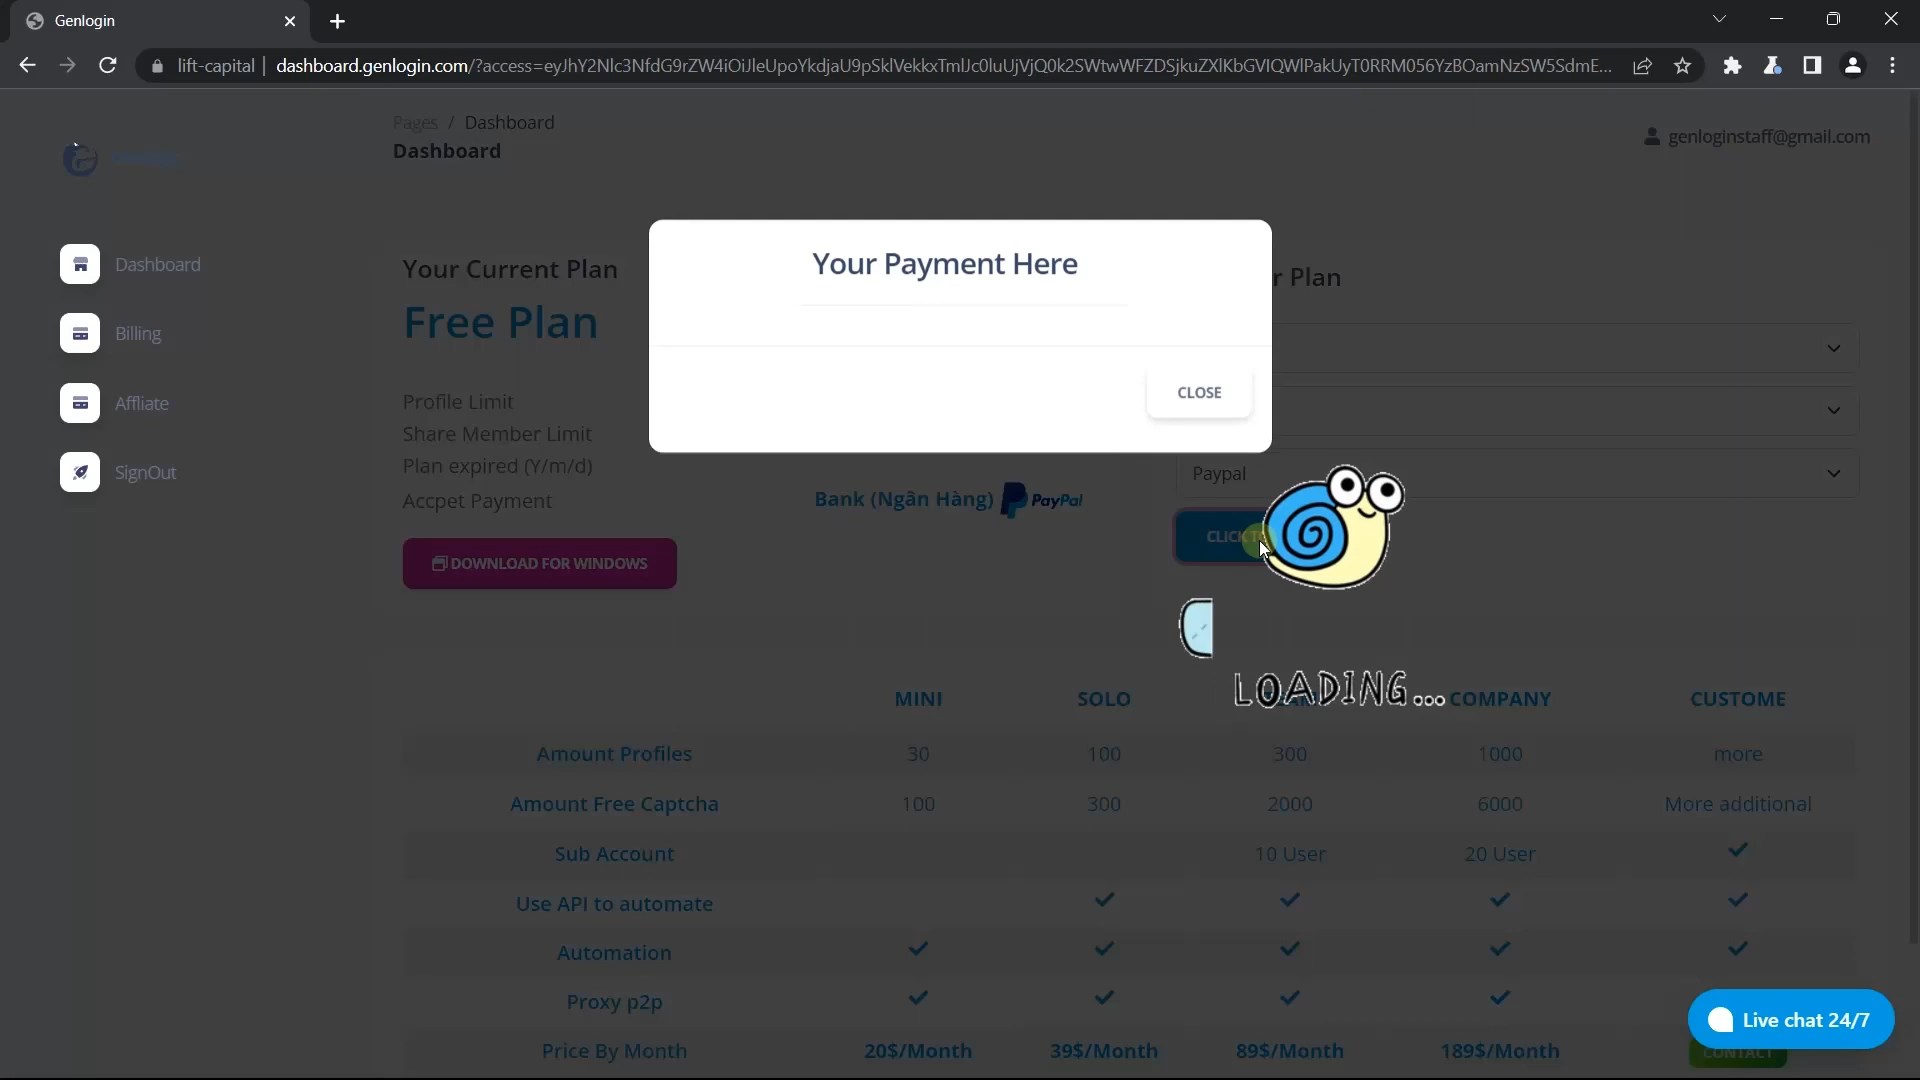 Genlogin
lift-capital | dashboard.genlogin.com/?access=eyJhY2Nlc3NfdG9rZW4iOiJleUpoYkdjaU9pSklVekkxTmlJc0luUjVjQ0k2SWtwWFZDSjkuZXlKbGVIQWlPakUyT0RRM056YzBOamNzSW5SdmE...
Pages / Dashboard
Dashboard
genloginstaff@gmail.com
Dashboard
Billing
Affliate
SignOut
Your Payment Here
CLOSE
Your Current Plan
Free Plan
r Plan
Profile Limit
Share Member Limit
Plan expired (Y/m/d)
Accpet Payment
Bank (Ngân Hàng) PayPal
Paypal
DOWNLOAD FOR WINDOWS
CLICK
LOADING...
MINI SOLO COMPANY CUSTOME
Amount Profiles 30 100 300 1000 more
Amount Free Captcha 100 300 2000 6000 More additional
Sub Account 10 User 20 User
Use API to automate
Automation
Proxy p2p
Price By Month 20$/Month 39$/Month 89$/Month 189$/Month
CONTACT
Live chat 24/7